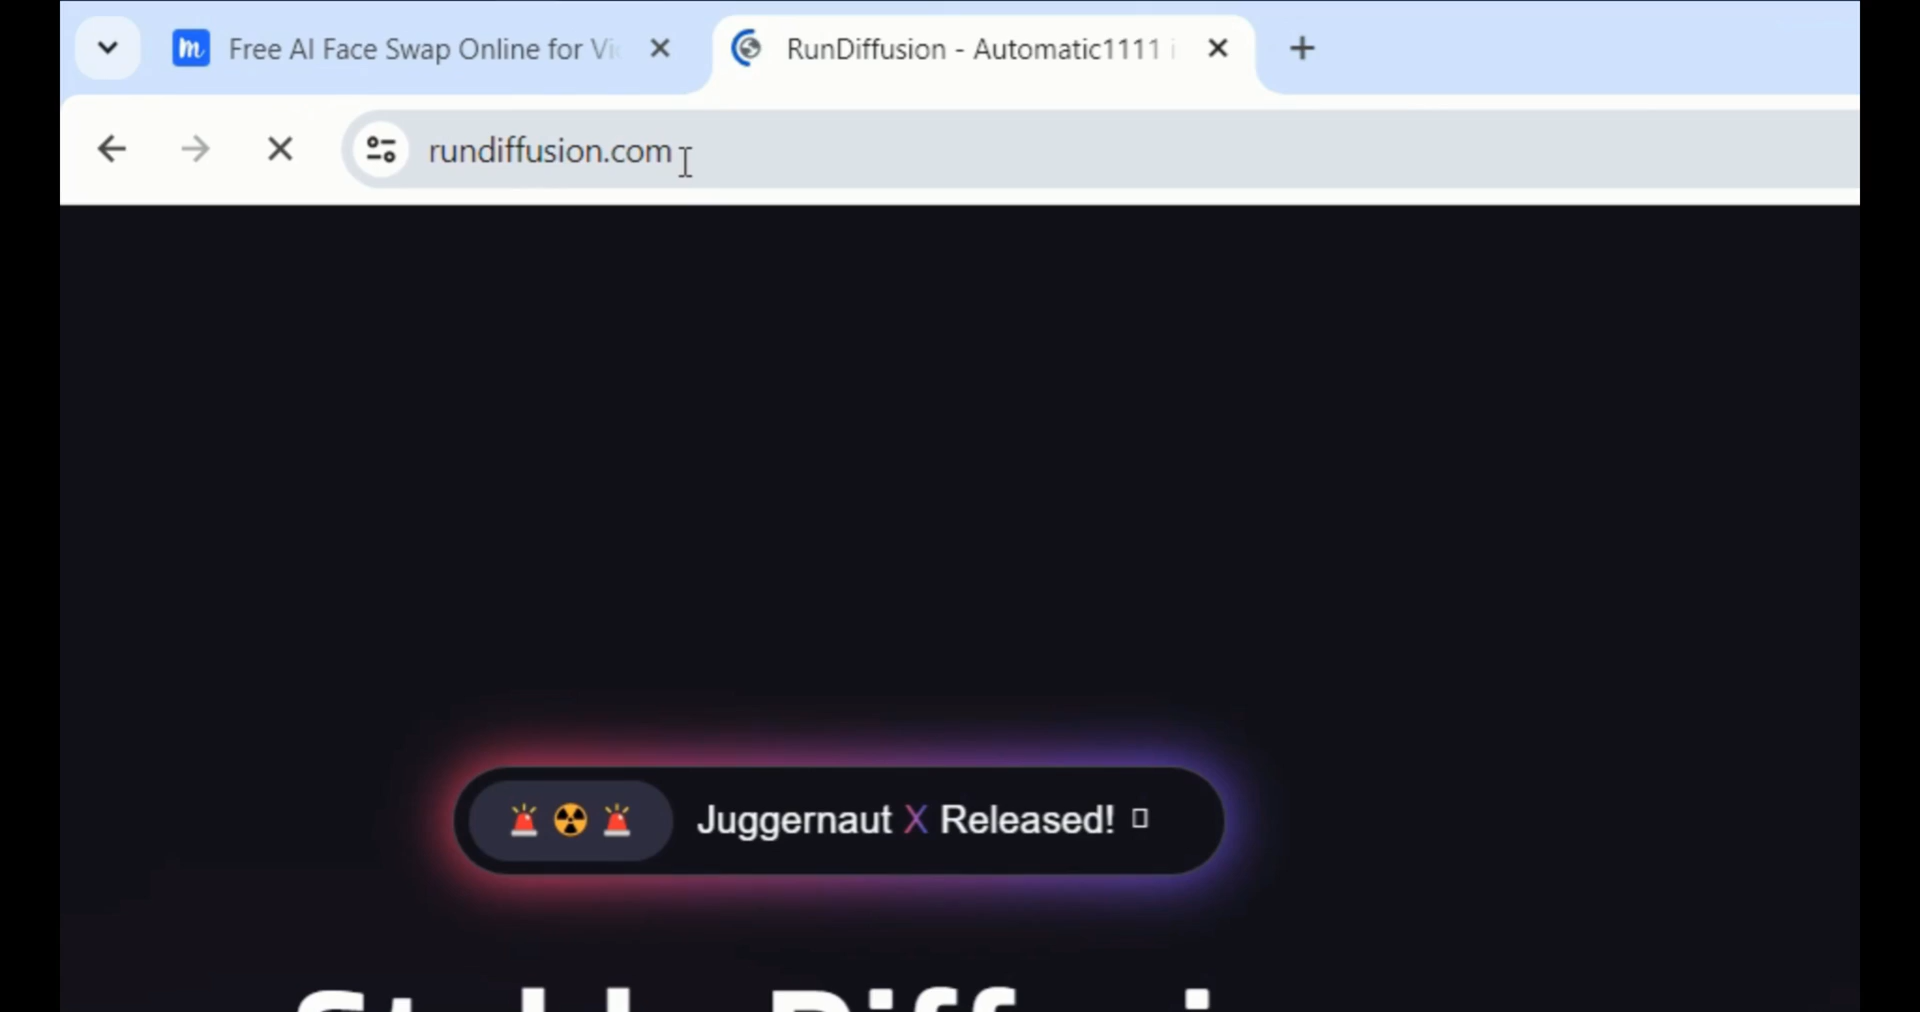 Free AI Face Swap Online for Vi
RunDiffusion - Automatic1111 i
rundiffusion.com
Juggernaut X Released!